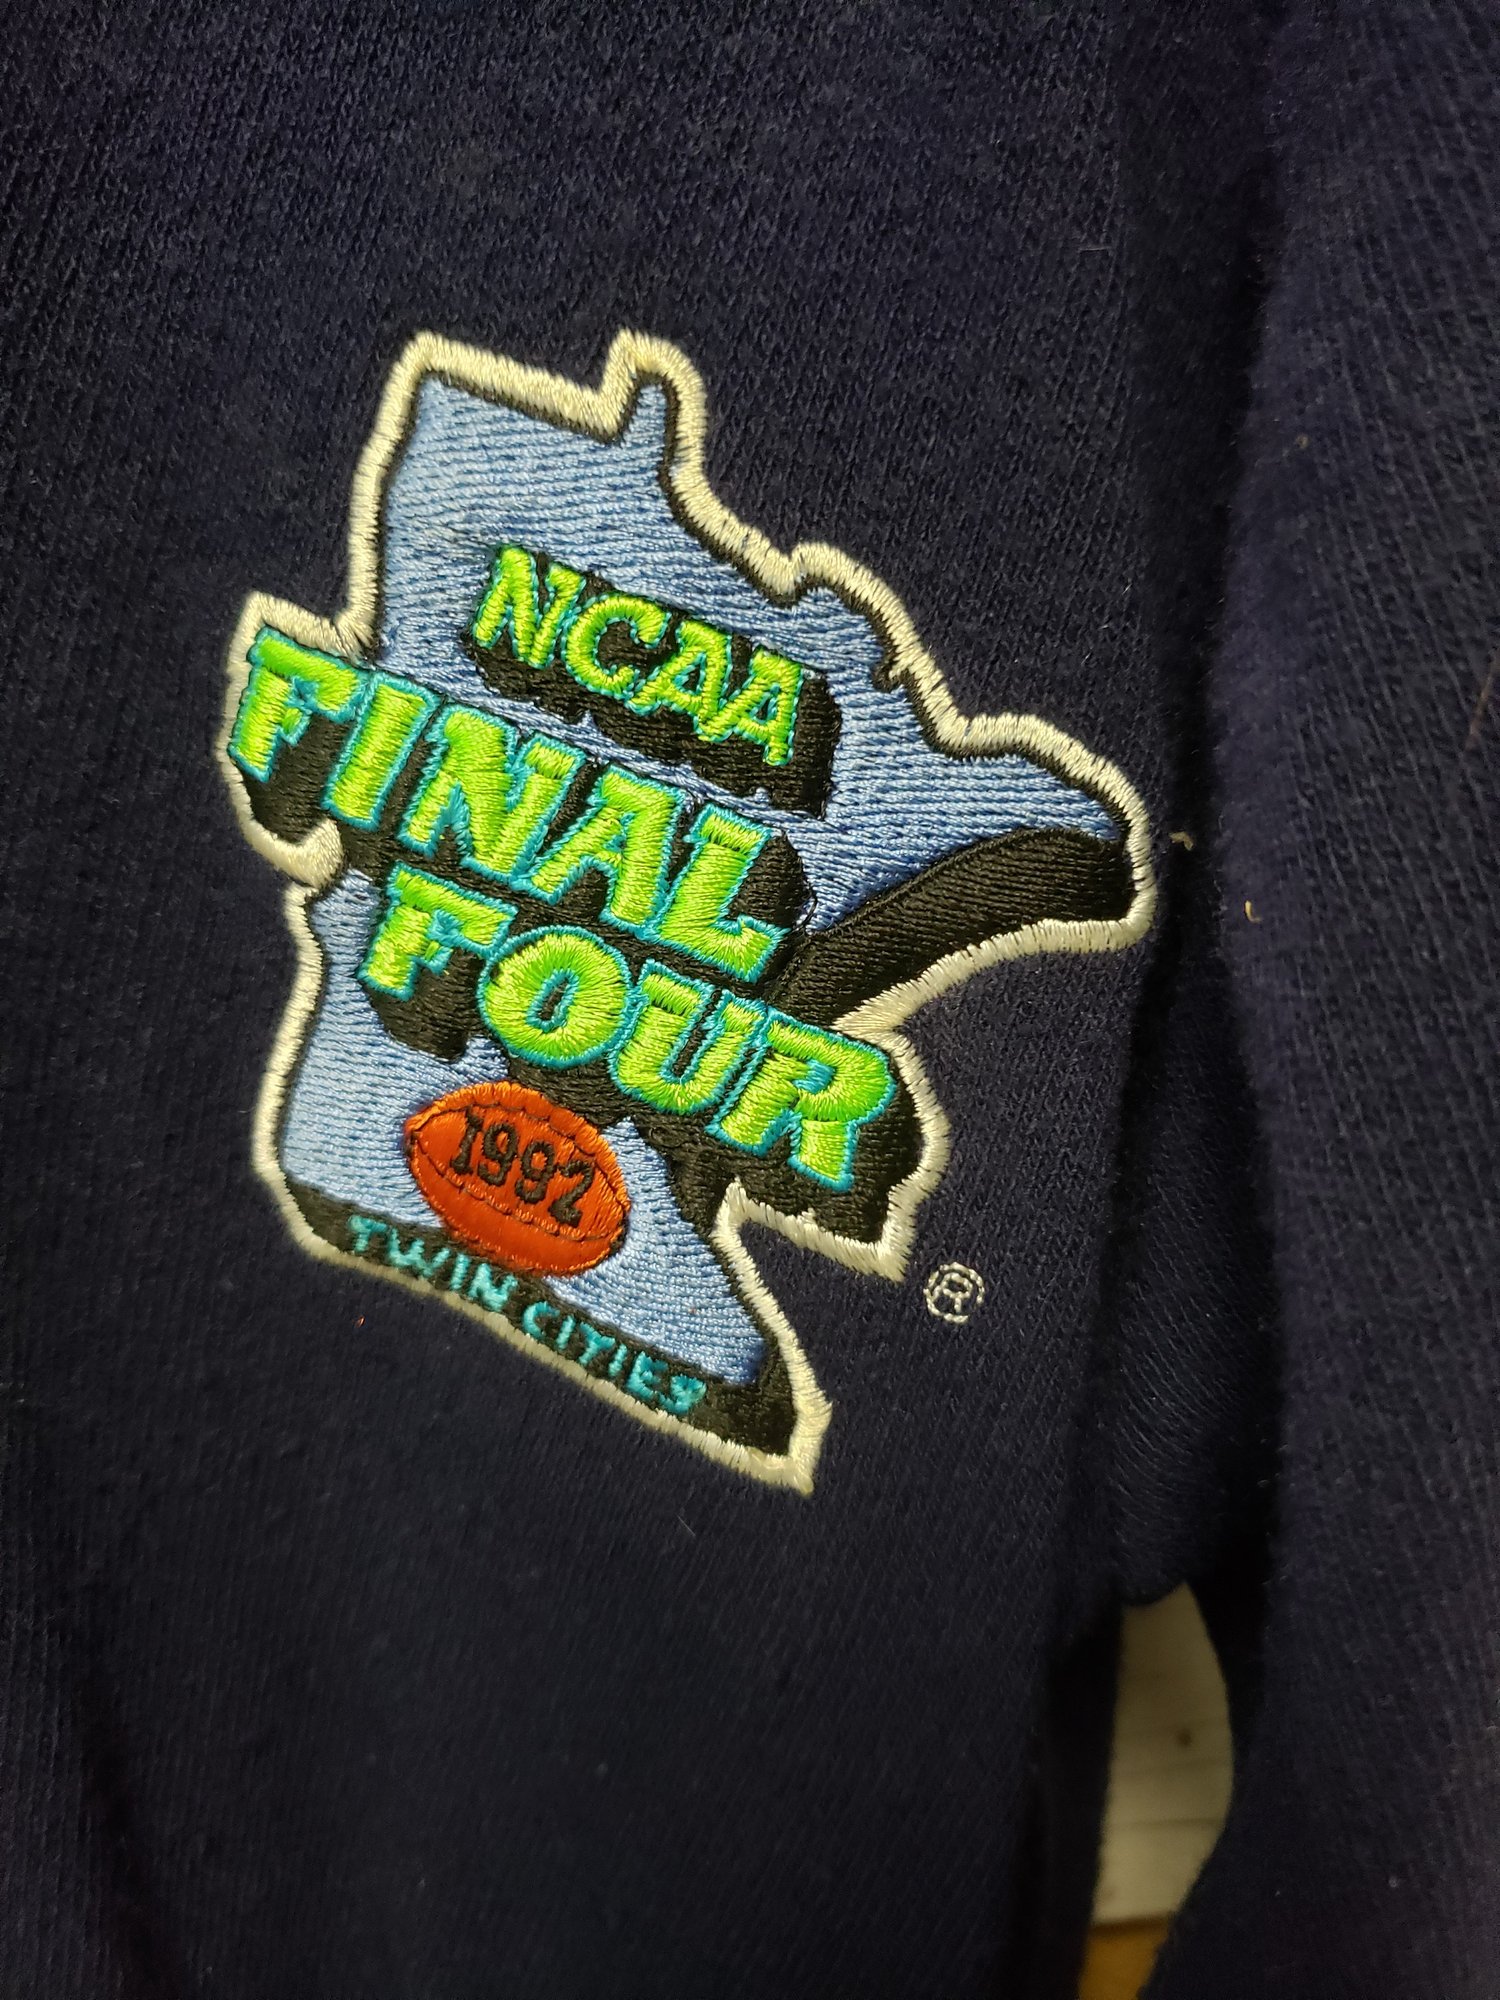 NCAA
FINAL
FOUR
1992
TWIN CITIES
®